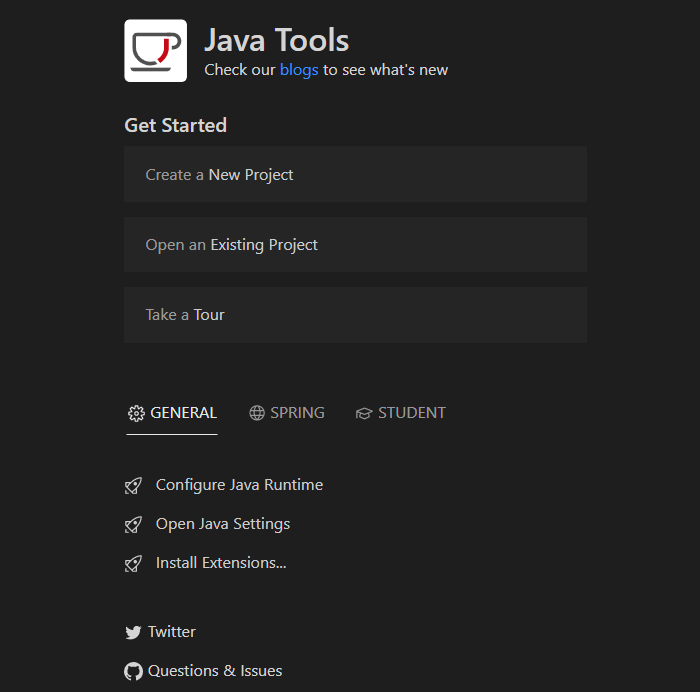 Java Tools
Check our blogs to see what's new
Get Started
Create a New Project
Open an Existing Project
Take a Tour
GENERAL SPRING STUDENT
Configure Java Runtime
Open Java Settings
Install Extensions...
Twitter
Questions & Issues